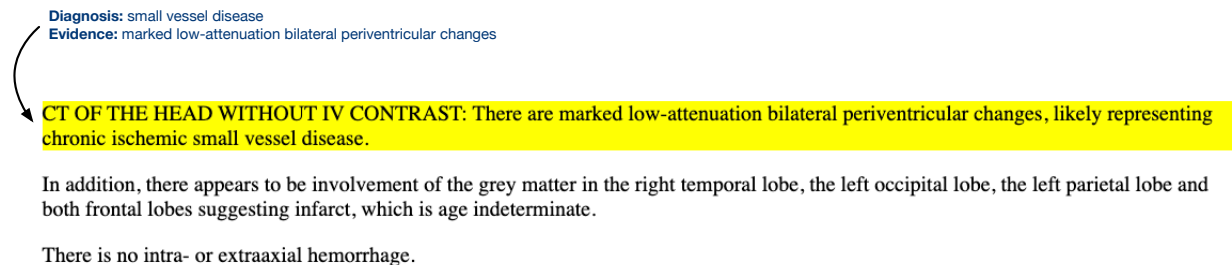 Diagnosis: small vessel disease
Evidence: marked low-attenuation bilateral periventricular changes
CT OF THE HEAD WITHOUT IV CONTRAST: There are marked low-attenuation bilateral periventricular changes, likely representing
chronic ischemic small vessel disease.
In addition, there appears to be involvement of the grey matter in the right temporal lobe, the left occipital lobe, the left parietal lobe and
both frontal lobes suggesting infarct, which is age indeterminate.
There is no intra- or extraaxial hemorrhage.